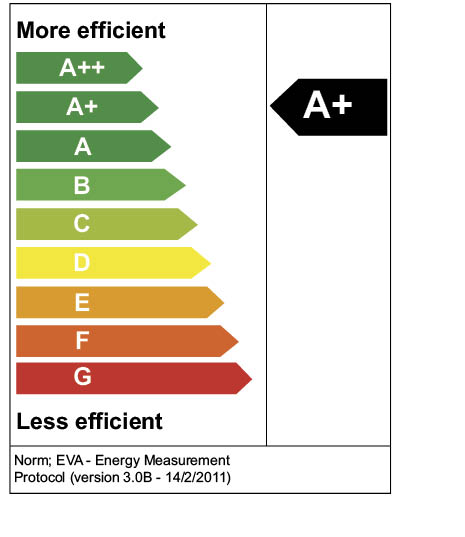 More efficient
A++
A+
A+
A
B
C
D
E
F
G
Less efficient
Norm; EVA - Energy Measurement
Protocol (version 3.0B - 14/2/2011)